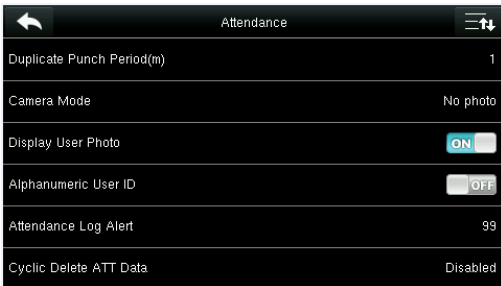 Attendance
Duplicate Punch Period(m) 1
Camera Mode No photo
Display User Photo ON
Alphanumeric User ID OFF
Attendance Log Alert 99
Cyclic Delete ATT Data Disabled